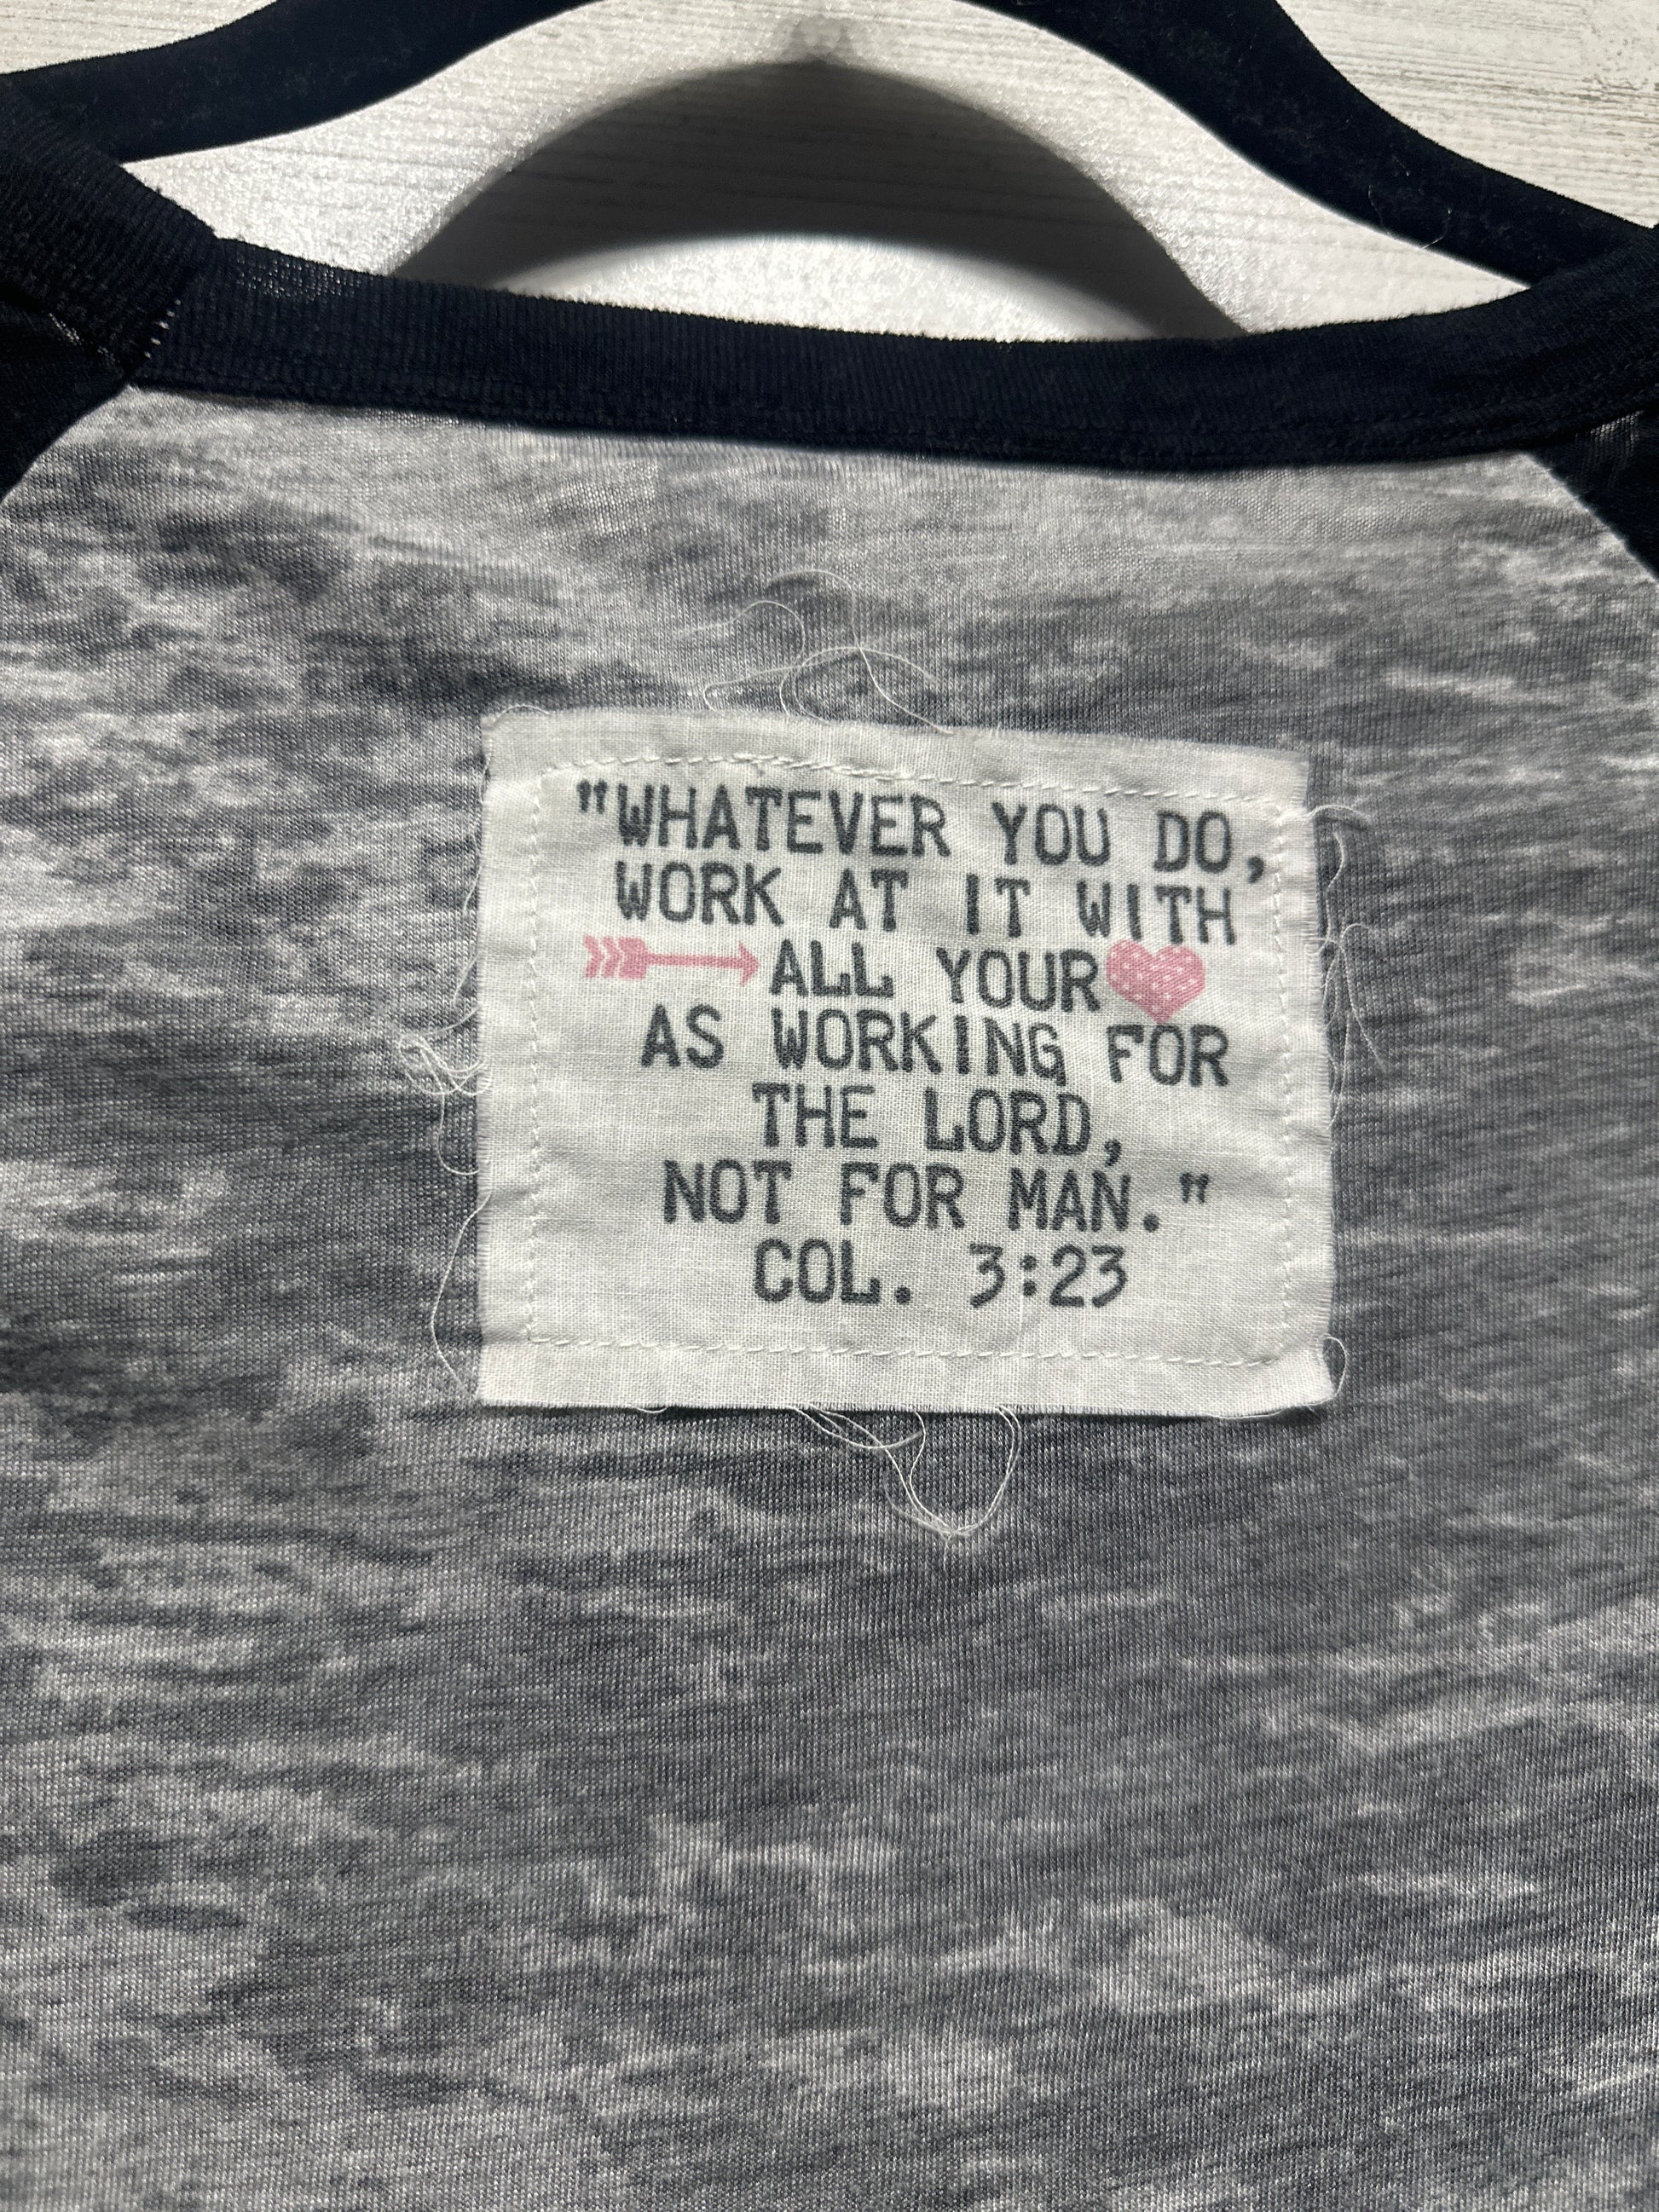 "WHATEVER YOU DO,
WORK AT IT WITH
ALL YOUR
AS WORKING FOR
THE LORD,
NOT FOR MAN."
COL. 3:23